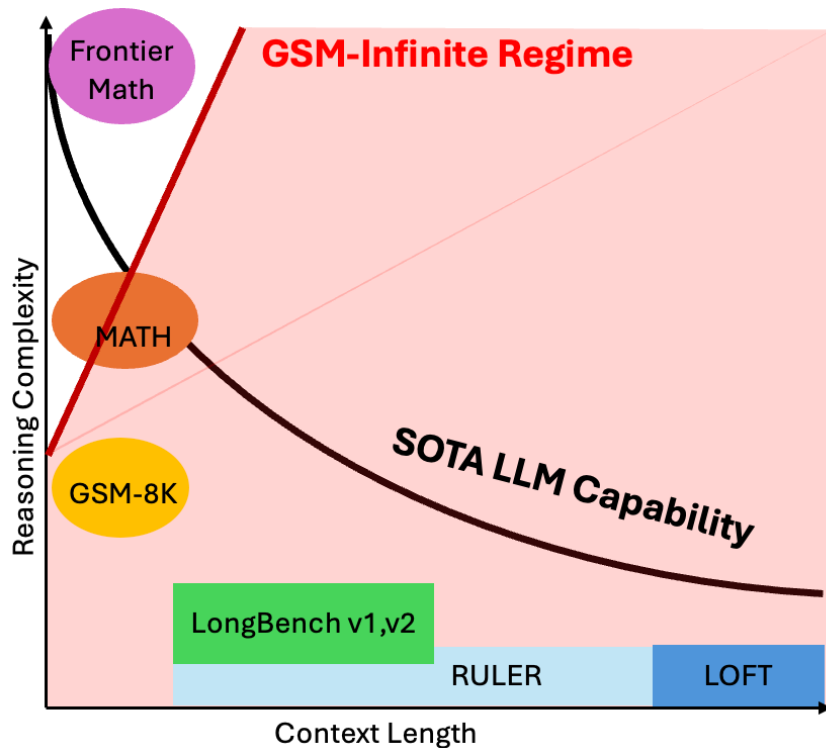 Frontier
Math
GSM-Infinite Regime
Reasoning Complexity
MATH
SOTA LLM Capability
GSM-8K
LongBench v1,v2
RULER
LOFT
Context Length